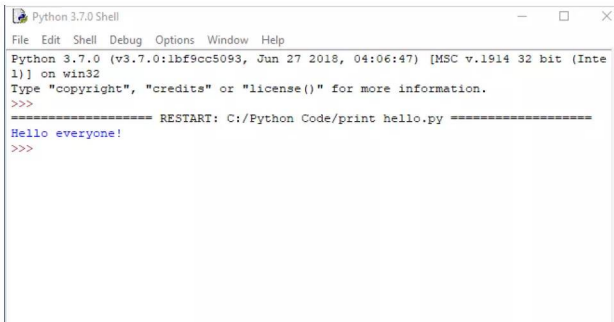 Python 3.7.0 Shell
File Edit Shell Debug Options Window Help
Python 3.7.0 (v3.7.0:1bf9cc5093, Jun 27 2018, 04:06:47) [MSC v.1914 32 bit (Inte
l)] on win32
Type "copyright", "credits" or "license()" for more information.
>>>
=================== RESTART: C:/Python Code/print hello.py ===================
Hello everyone!
>>>